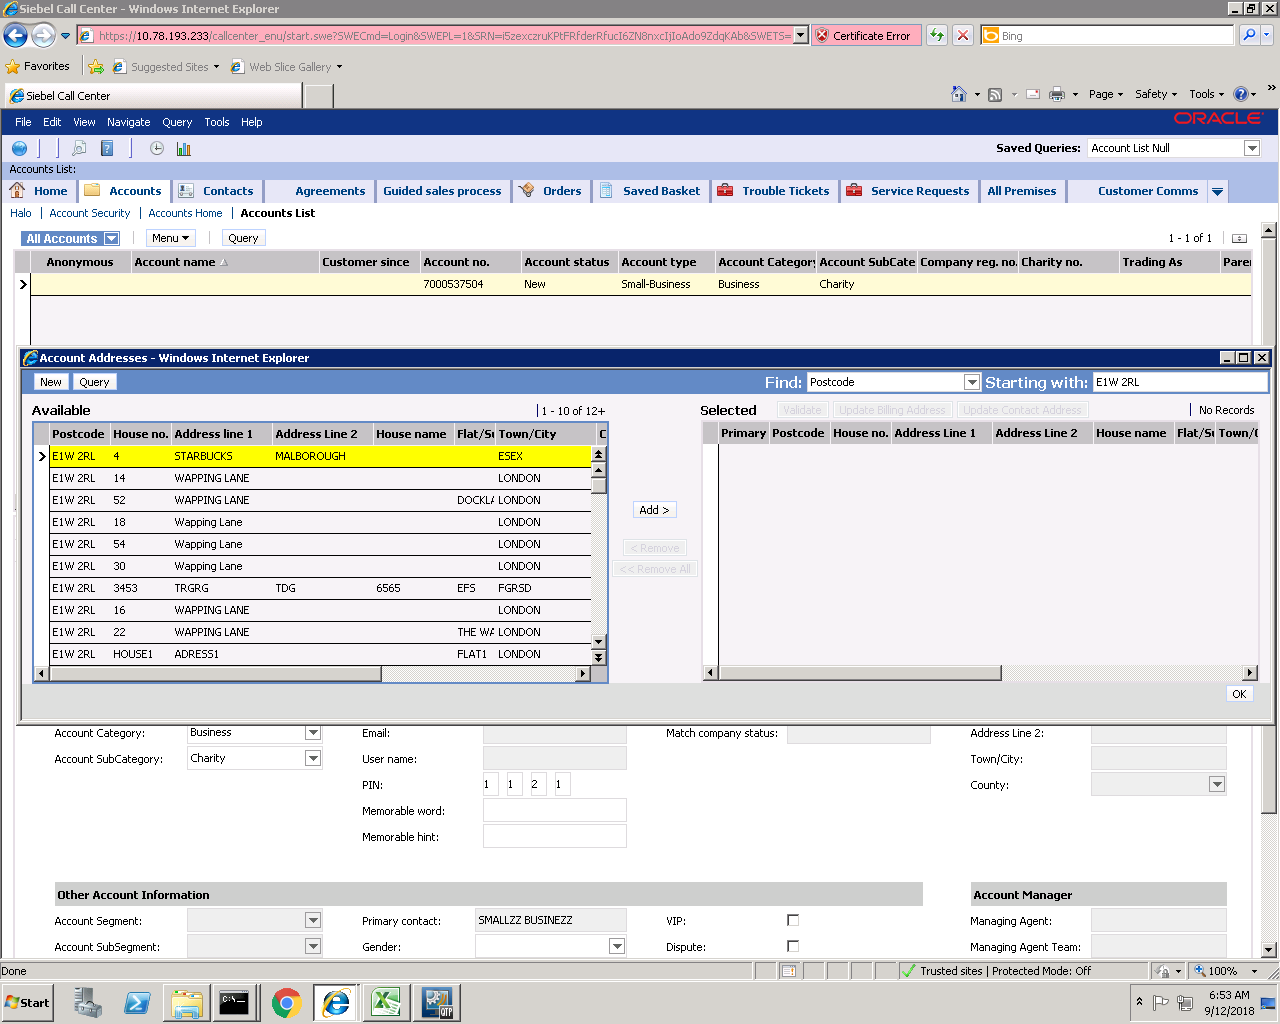 Siebel Call Center - Windows Internet Explorer
https://10.78.193.233/callcenter_enu/start.swe?SWECmd=Login&SWEPL=1&SRN=i5zexczruKPtFRfderRfucI6ZN8nxcIjIoAdo9ZdqKAb&SWETS= Certificate Error Bing
Favorites Suggested Sites Web Slice Gallery
Siebel Call Center Page Safety Tools »
File Edit View Navigate Query Tools Help ORACLE
Saved Queries: Account List Null
Accounts List:
Home Accounts Contacts Agreements Guided sales process Orders Saved Basket Trouble Tickets Service Requests All Premises Customer Comms
Halo | Account Security | Accounts Home | Accounts List
All Accounts Menu Query 1 - 1 of 1
Anonymous Account name Customer since Account no. Account status Account type Account Category Account SubCate Company reg. no. Charity no. Trading As Parer
7000537504 New Small-Business Business Charity
Account Addresses - Windows Internet Explorer
New Query Find: Postcode Starting with: E1W 2RL
Available 1 - 10 of 12+ Selected Validate Update Billing Address Update Contact Address No Records
Postcode House no. Address line 1 Address Line 2 House name Flat/Su Town/City C Primary Postcode House no. Address Line 1 Address Line 2 House name Flat/Su Town/C
E1W 2RL 4 STARBUCKS MALBOROUGH ESEX
E1W 2RL 14 WAPPING LANE LONDON
E1W 2RL 52 WAPPING LANE DOCKLA LONDON
Add >
E1W 2RL 18 Wapping Lane LONDON
E1W 2RL 54 Wapping Lane LONDON
< Remove
E1W 2RL 30 Wapping Lane LONDON
<< Remove All
E1W 2RL 3453 TRGRG TDG 6565 EFS FGRSD
E1W 2RL 16 WAPPING LANE LONDON
E1W 2RL 22 WAPPING LANE THE WA LONDON
E1W 2RL HOUSE1 ADRESS1 FLAT1 LONDON
OK
Account Category: Business Email: Match company status: Address Line 2:
Account SubCategory: Charity User name: Town/City:
PIN: 1 1 2 1 County:
Memorable word:
Memorable hint:
Other Account Information Account Manager
Account Segment: Primary contact: SMALLZZ BUSINEZZ VIP: Managing Agent:
Account SubSegment: Gender: Dispute: Managing Agent Team:
Done Trusted sites | Protected Mode: Off 100%
Start C:\ QTP 6:53 AM
9/12/2018